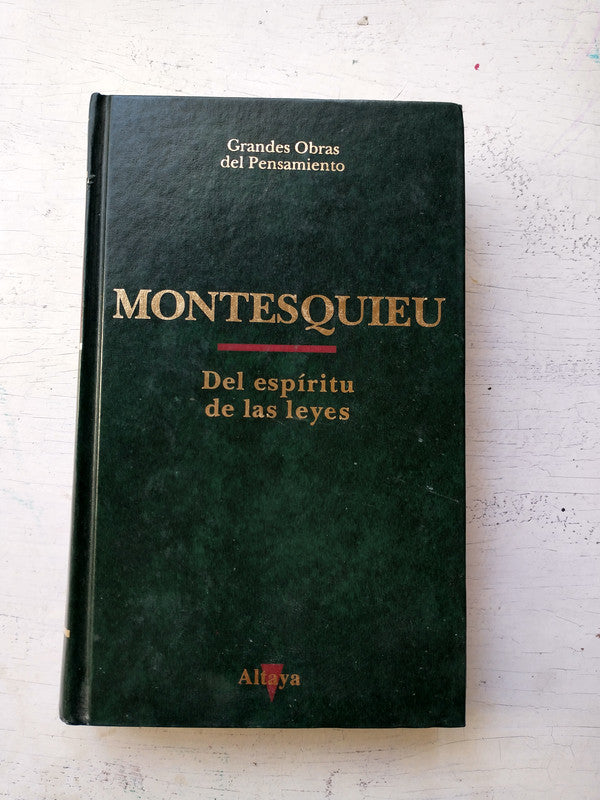 Grandes Obras
del Pensamiento
MONTESQUIEU
Del espíritu
de las leyes
Altaya